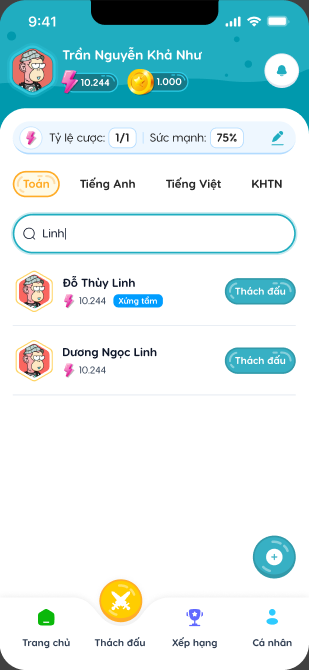 9:41
Trần Nguyễn Khả Như
10.244 1.000
Tỷ lệ cược: 1/1 Sức mạnh: 75%
Toán Tiếng Anh Tiếng Việt KHTN
Linh
Đỗ Thùy Linh
10.244 Xứng tầm Thách đấu
Dương Ngọc Linh
10.244 Thách đấu
Trang chủ Thách đấu Xếp hạng Cá nhân